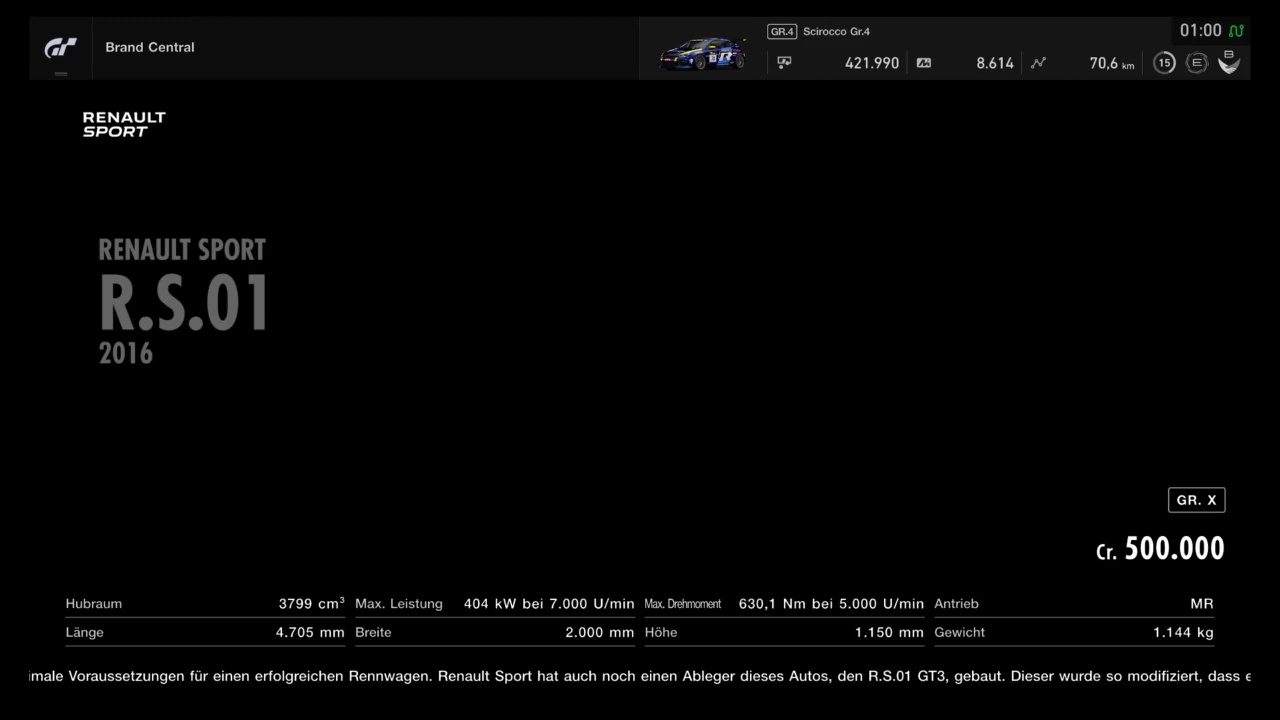 Brand Central
GR.4 Scirocco Gr.4
01:00
421.990
8.614
70,6 km
15
E
B
RENAULT
SPORT
RENAULT SPORT
R.S.01
2016
GR. X
Cr. 500.000
Hubraum 3799 cm³ Max. Leistung 404 kW bei 7.000 U/min Max. Drehmoment 630,1 Nm bei 5.000 U/min Antrieb MR
Länge 4.705 mm Breite 2.000 mm Höhe 1.150 mm Gewicht 1.144 kg
male Voraussetzungen für einen erfolgreichen Rennwagen. Renault Sport hat auch noch einen Ableger dieses Autos, den R.S.01 GT3, gebaut. Dieser wurde so modifiziert, dass e